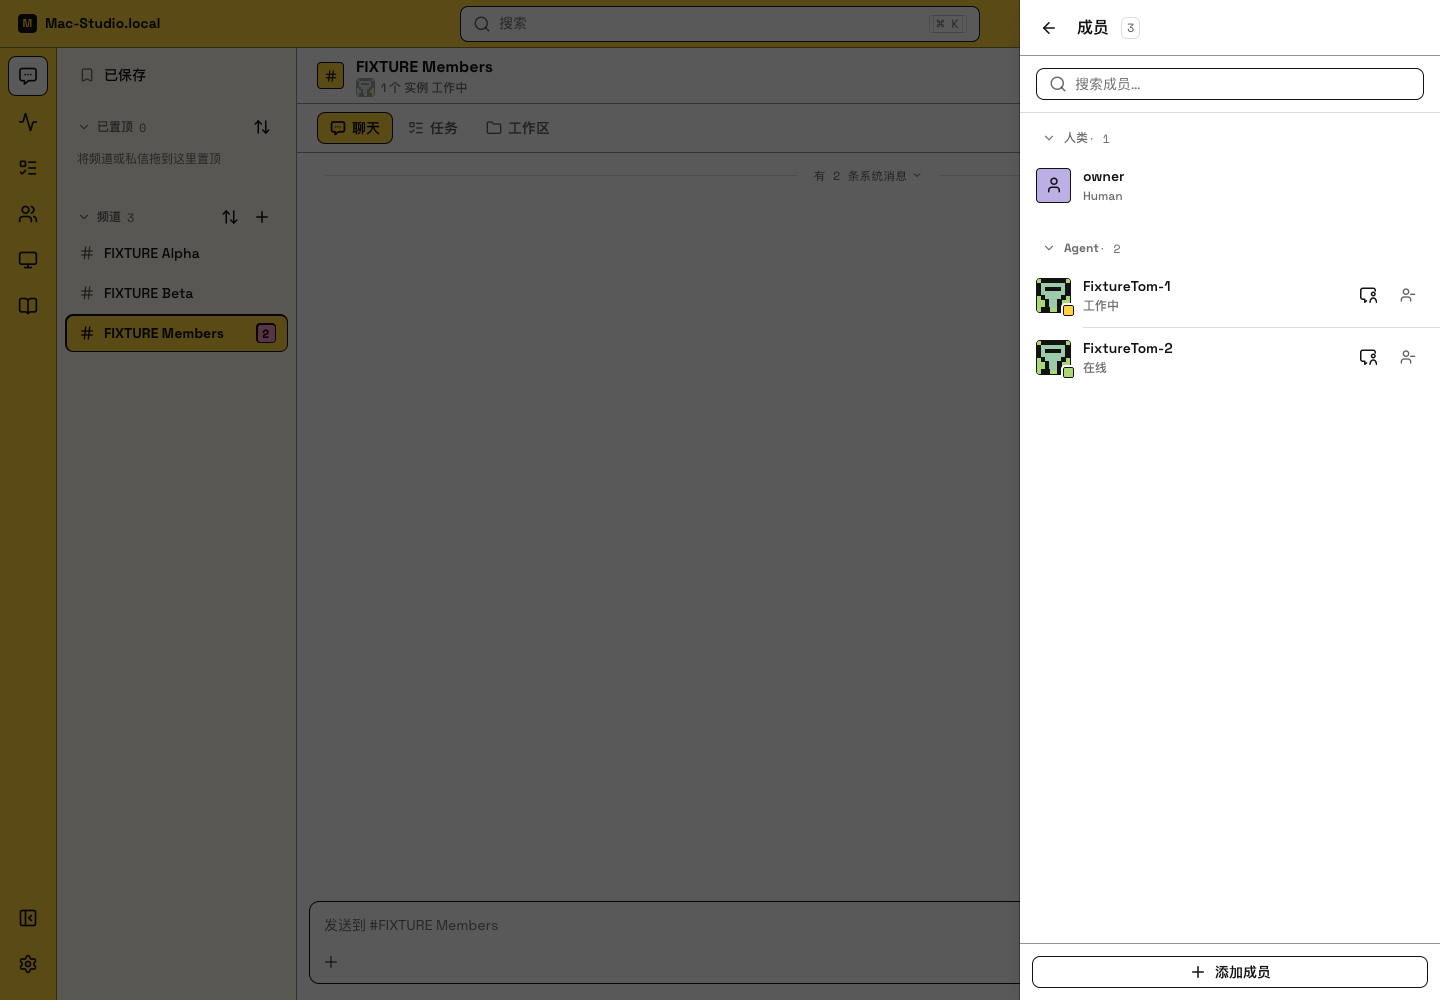 M Mac-Studio.local
搜索 ⌘ K
已保存
已置顶 0
将频道或私信拖到这里置顶
频道 3
# FIXTURE Alpha
# FIXTURE Beta
# FIXTURE Members 2
# FIXTURE Members
1 个 实例 工作中
聊天 任务 工作区
有 2 条系统消息
发送到 #FIXTURE Members
成员 3
搜索成员...
人类 · 1
owner
Human
Agent · 2
FixtureTom-1
工作中
FixtureTom-2
在线
添加成员